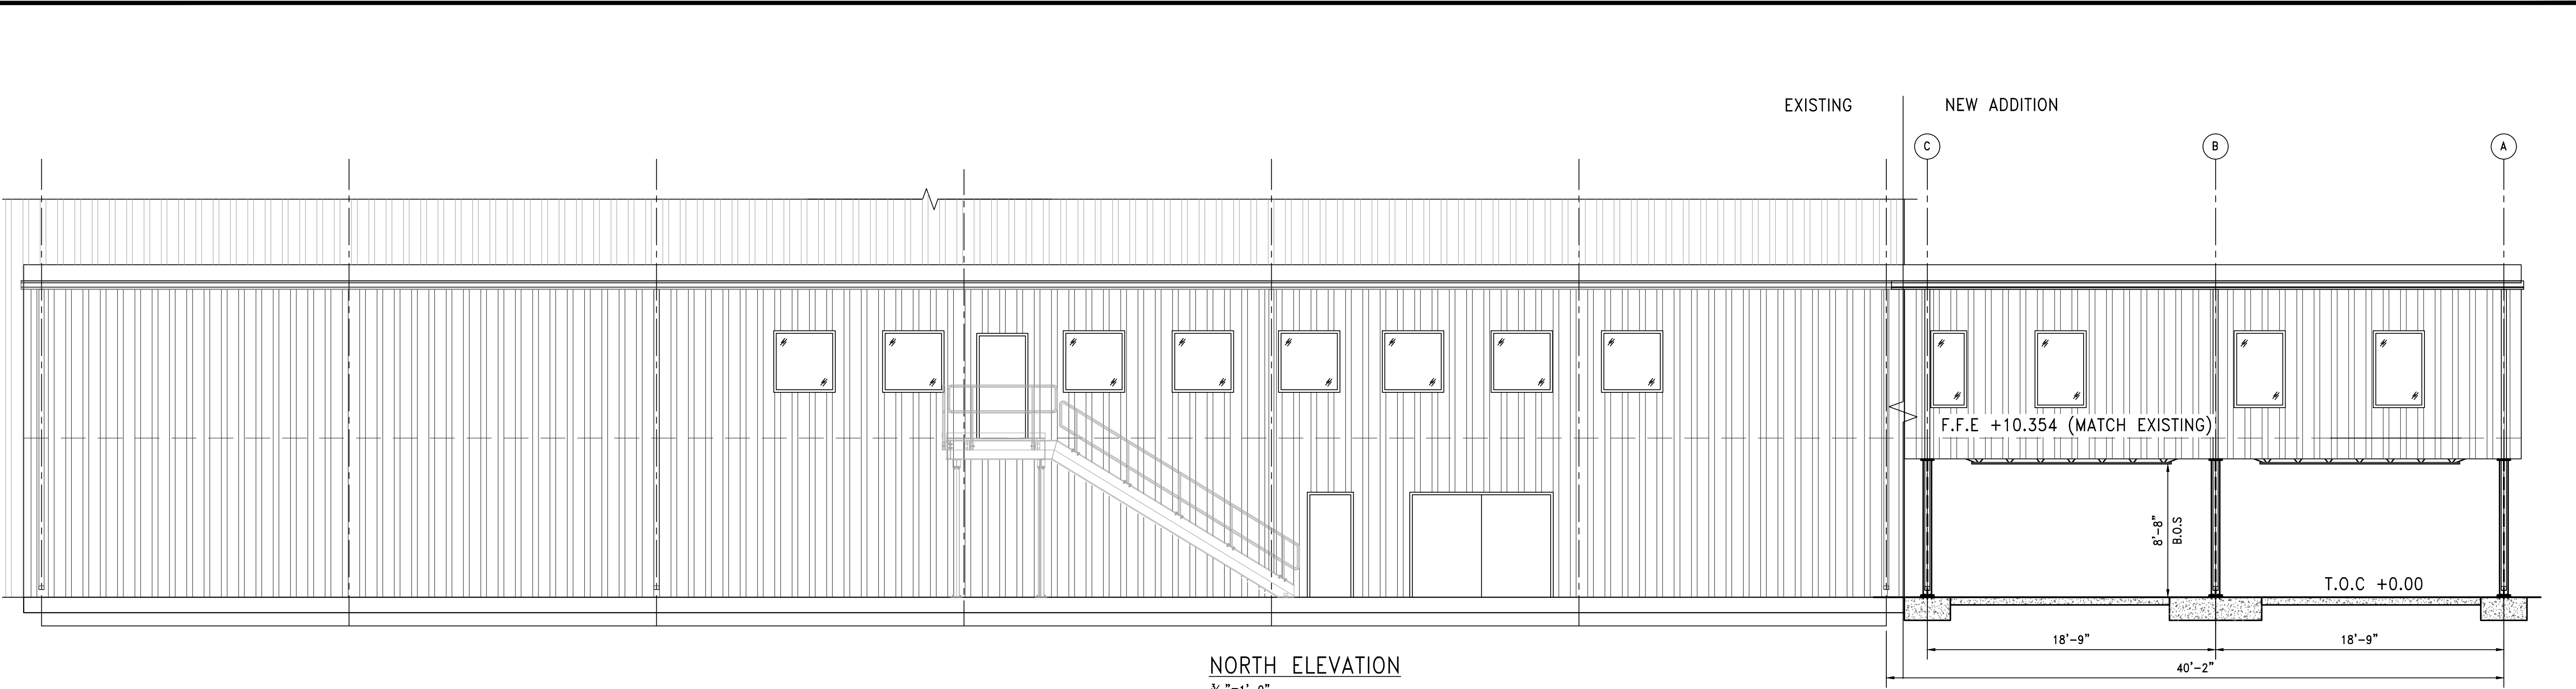 EXISTING
NEW ADDITION
C
B
A
F.F.E +10.354 (MATCH EXISTING)
8'-8"
B.O.S
T.O.C +0.00
18'-9"
18'-9"
40'-2"
NORTH ELEVATION